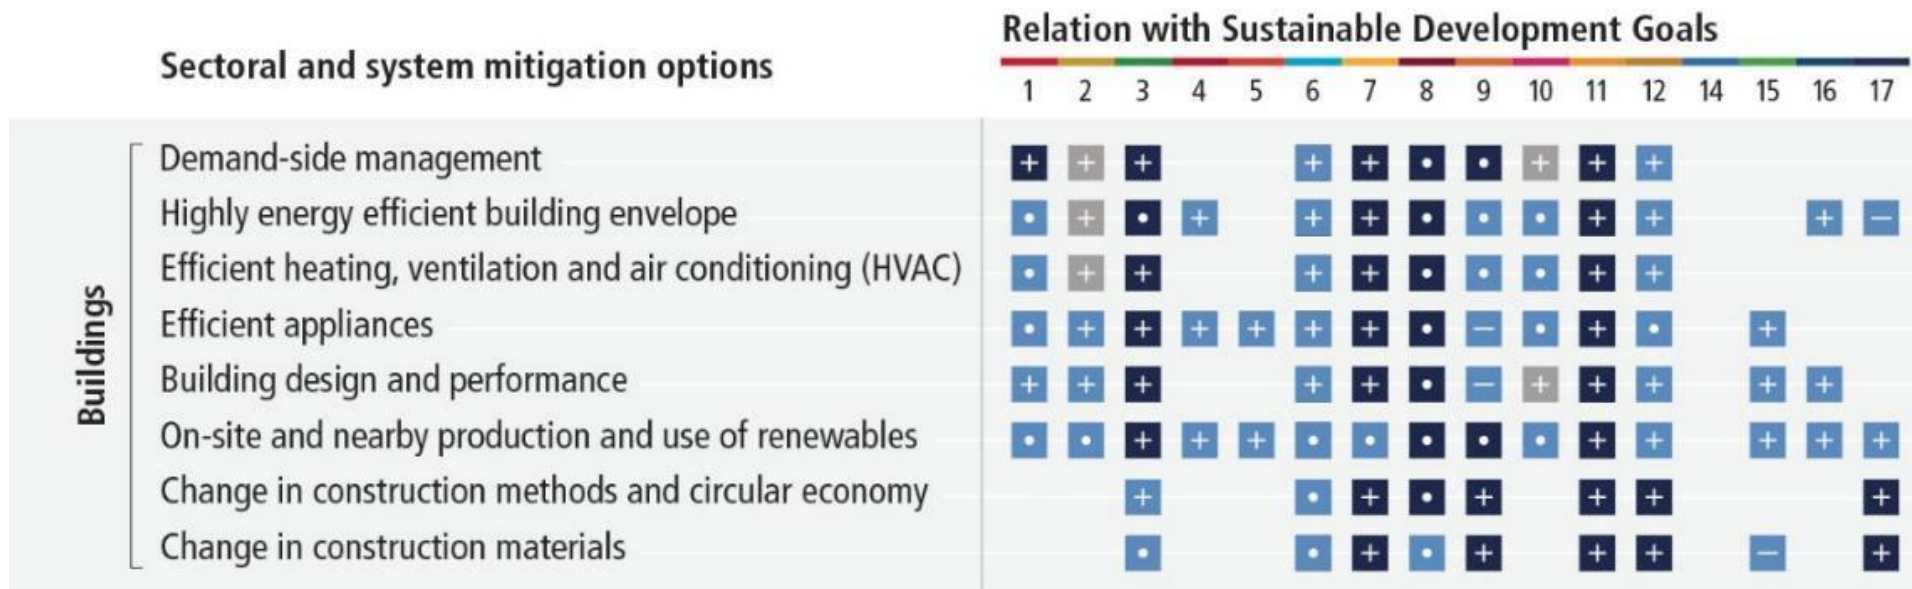 Relation with Sustainable Development Goals
Sectoral and system mitigation options
1 2 3 4 5 6 7 8 9 10 11 12 14 15 16 17
Buildings
Demand-side management + + + + + • • + + +
Highly energy efficient building envelope • + • + + + • • • + + + –
Efficient heating, ventilation and air conditioning (HVAC) • + + + + • • • + +
Efficient appliances • + + + + + + • – • + • +
Building design and performance + + + + + • – + + + + +
On-site and nearby production and use of renewables • • + + + • • • • • + + + + +
Change in construction methods and circular economy + • + • + + + +
Change in construction materials • • + • + + + – +